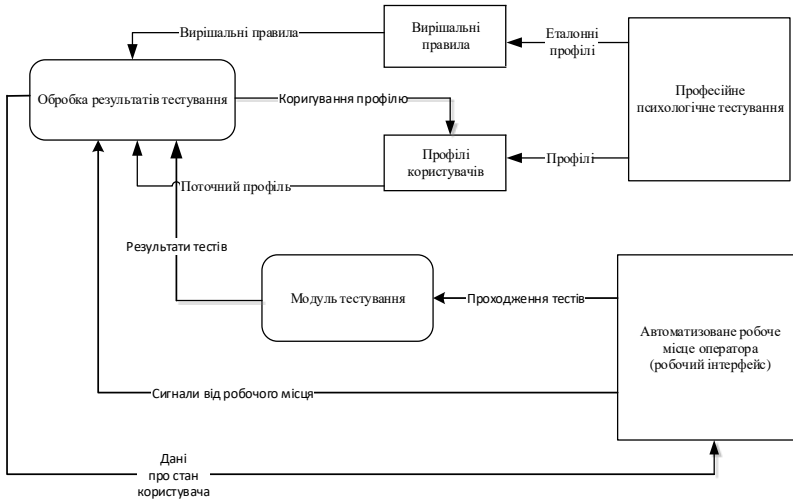 Вирішальні правила
Вирішальні
правила
Еталонні
профілі
Професійне
психологічне тестування
Обробка результатів тестування
Коригування профілю
Профілі
користувачів
Профілі
Поточний профіль
Результати тестів
Модуль тестування
Проходження тестів
Автоматизоване робоче
місце оператора
(робочий інтерфейс)
Сигнали від робочого місця
Дані
про стан
користувача